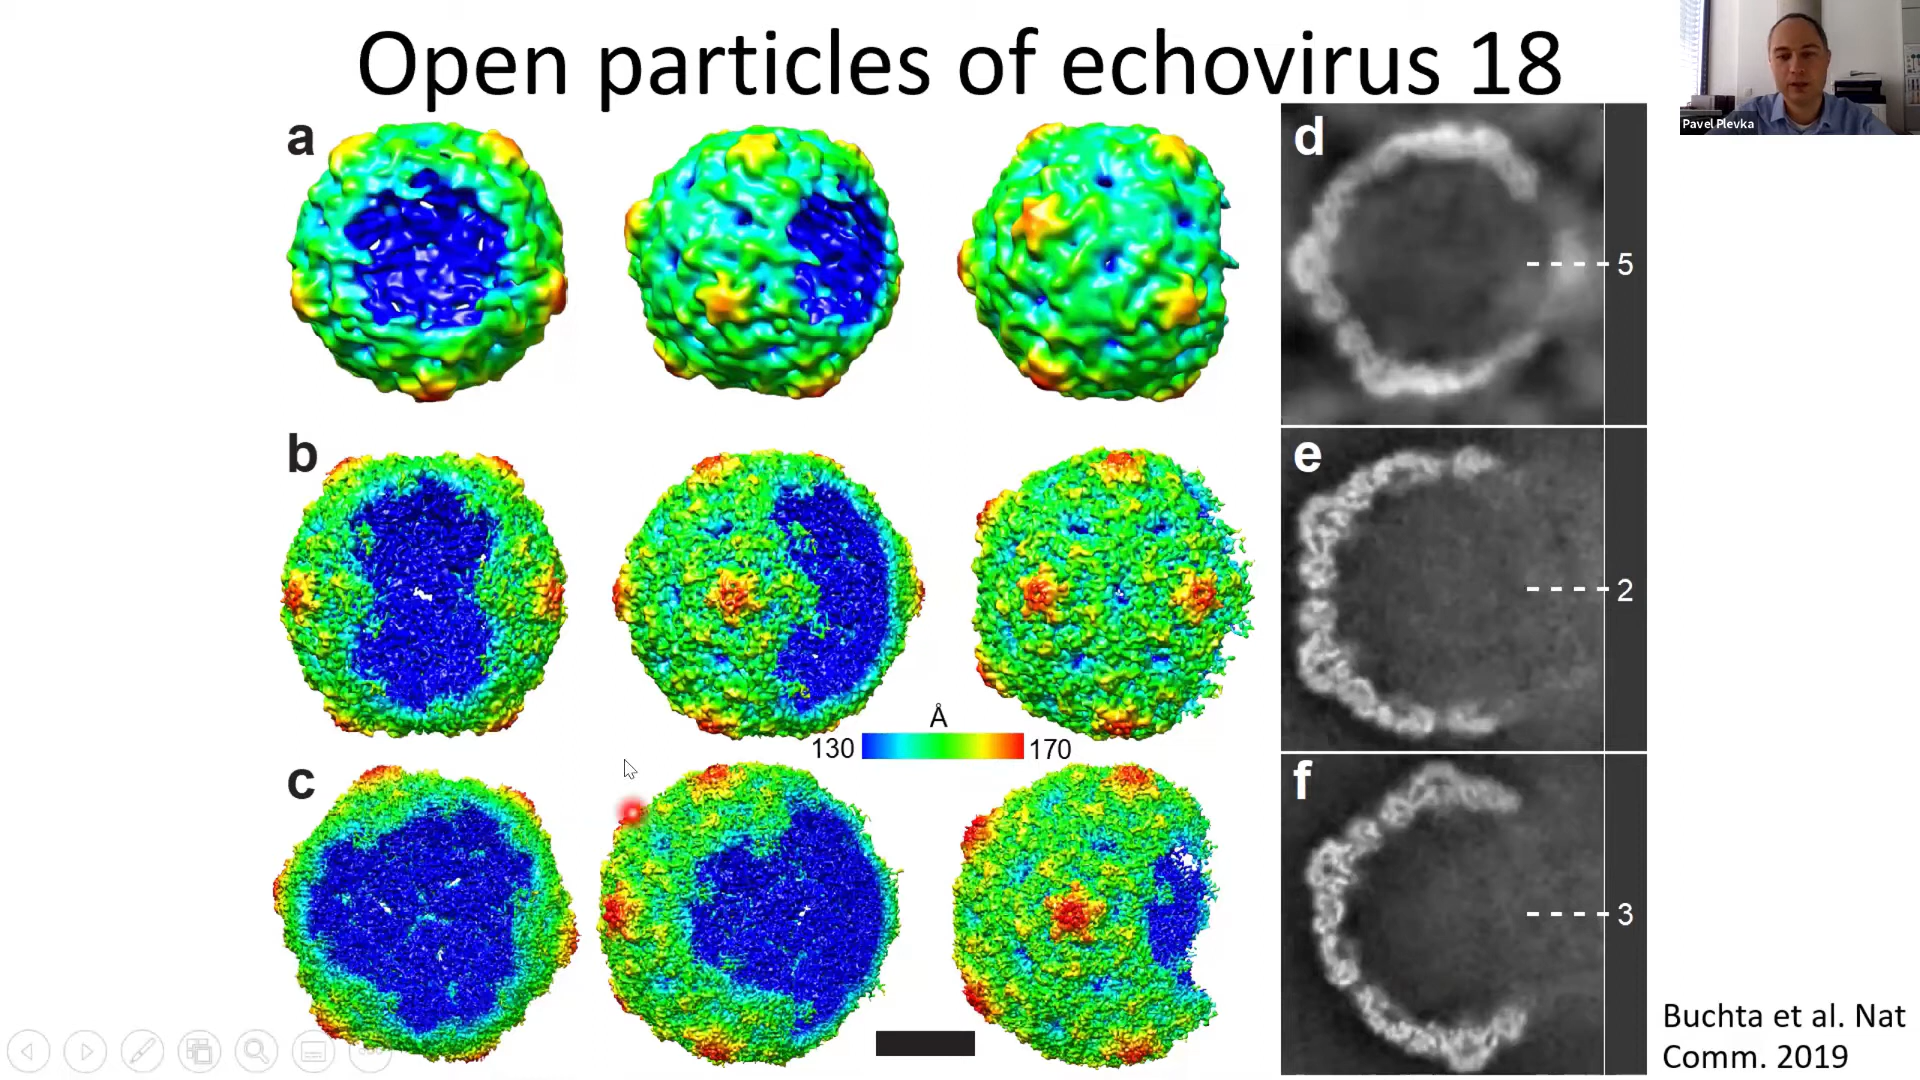 Open particles of echovirus 18
Pavel Plevka
a
d
5
b
e
2
Å
130
170
c
f
3
Buchta et al. Nat
Comm. 2019